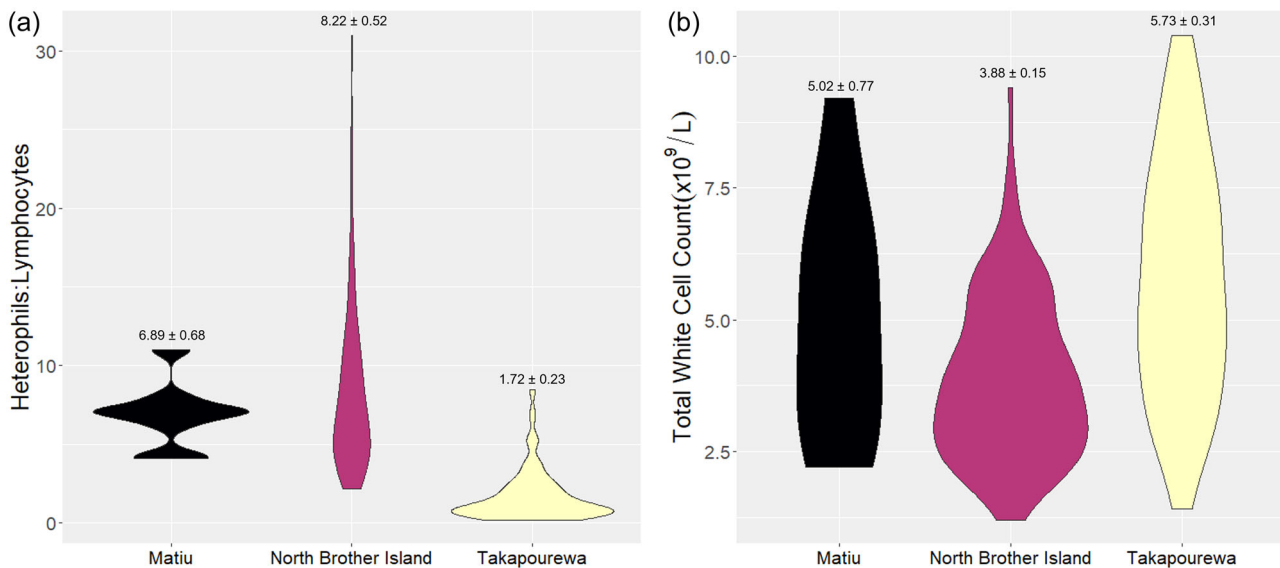 (a)
8.22 ± 0.52
30
20
10
0
Heterophils:Lymphocytes
6.89 ± 0.68
1.72 ± 0.23
Matiu
North Brother Island
Takapourewa
(b)
5.73 ± 0.31
10.0
7.5
5.0
2.5
Total White Cell Count(x10⁹/L)
5.02 ± 0.77
3.88 ± 0.15
Matiu
North Brother Island
Takapourewa